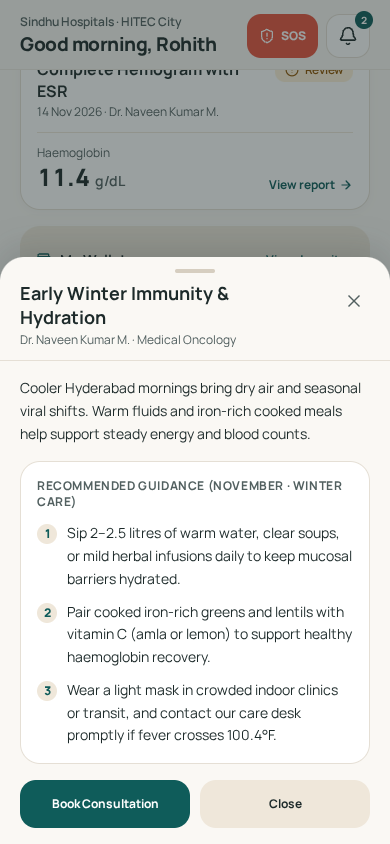 Sindhu Hospitals · HITEC City
Good morning, Rohith
SOS
2
Complete Hemogram with
ESR
Review
14 Nov 2026 · Dr. Naveen Kumar M.
Haemoglobin
11.4 g/dL
View report →
Early Winter Immunity &
Hydration
Dr. Naveen Kumar M. · Medical Oncology
Cooler Hyderabad mornings bring dry air and seasonal
viral shifts. Warm fluids and iron-rich cooked meals
help support steady energy and blood counts.
RECOMMENDED GUIDANCE (NOVEMBER · WINTER
CARE)
1 Sip 2–2.5 litres of warm water, clear soups,
or mild herbal infusions daily to keep mucosal
barriers hydrated.
2 Pair cooked iron-rich greens and lentils with
vitamin C (amla or lemon) to support healthy
haemoglobin recovery.
3 Wear a light mask in crowded indoor clinics
or transit, and contact our care desk
promptly if fever crosses 100.4°F.
Book Consultation
Close